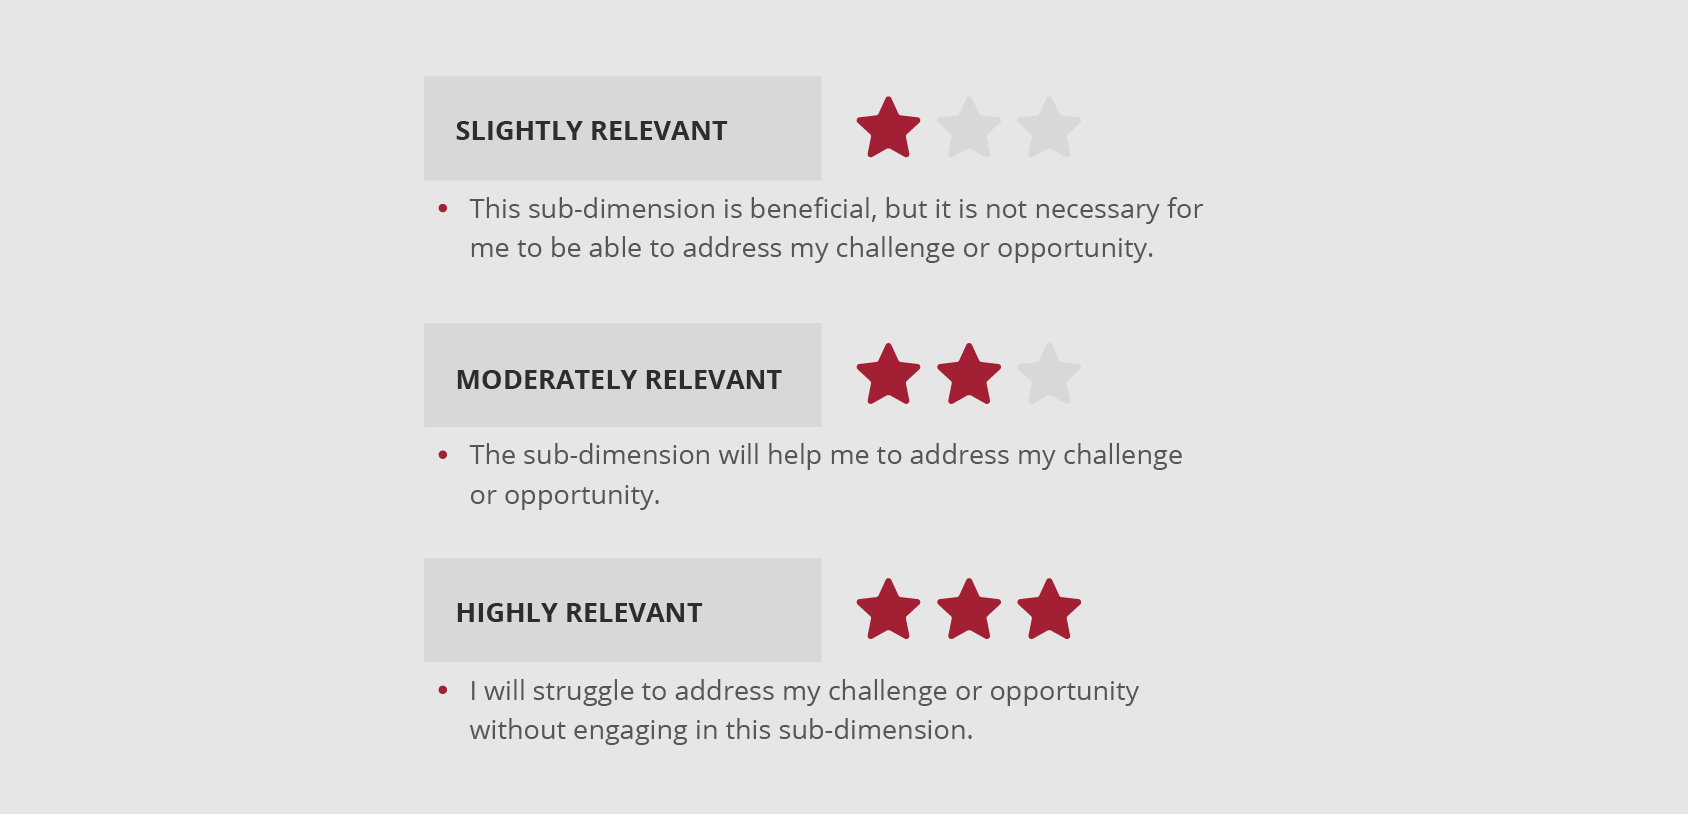 SLIGHTLY RELEVANT
• This sub-dimension is beneficial, but it is not necessary for
me to be able to address my challenge or opportunity.
MODERATELY RELEVANT
• The sub-dimension will help me to address my challenge
or opportunity.
HIGHLY RELEVANT
• I will struggle to address my challenge or opportunity
without engaging in this sub-dimension.